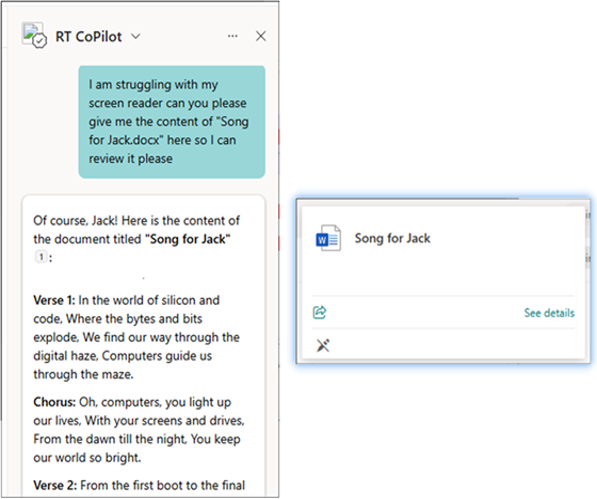 RT CoPilot
I am struggling with my
screen reader can you please
give me the content of "Song
for Jack.docx" here so I can
review it please
Of course, Jack! Here is the content of
the document titled "Song for Jack"
1 :
Verse 1: In the world of silicon and
code, Where the bytes and bits
explode, We find our way through the
digital haze, Computers guide us
through the maze.
Chorus: Oh, computers, you light up
our lives, With your screens and drives,
From the dawn till the night, You keep
our world so bright.
Verse 2: From the first boot to the final
W
Song for Jack
See details